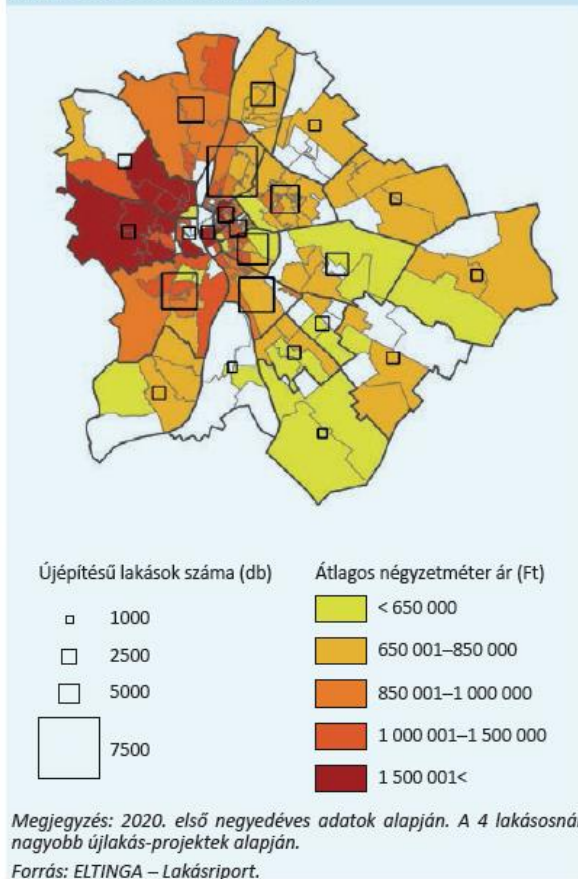 Újépítésű lakások száma (db)
1000
2500
5000
7500
Átlagos négyzetméter ár (Ft)
< 650 000
650 001–850 000
850 001–1 000 000
1 000 001–1 500 000
1 500 001<
Megjegyzés: 2020. első negyedéves adatok alapján. A 4 lakásosnál
nagyobb újlakás-projektek alapján.
Forrás: ELTINGA – Lakásriport.